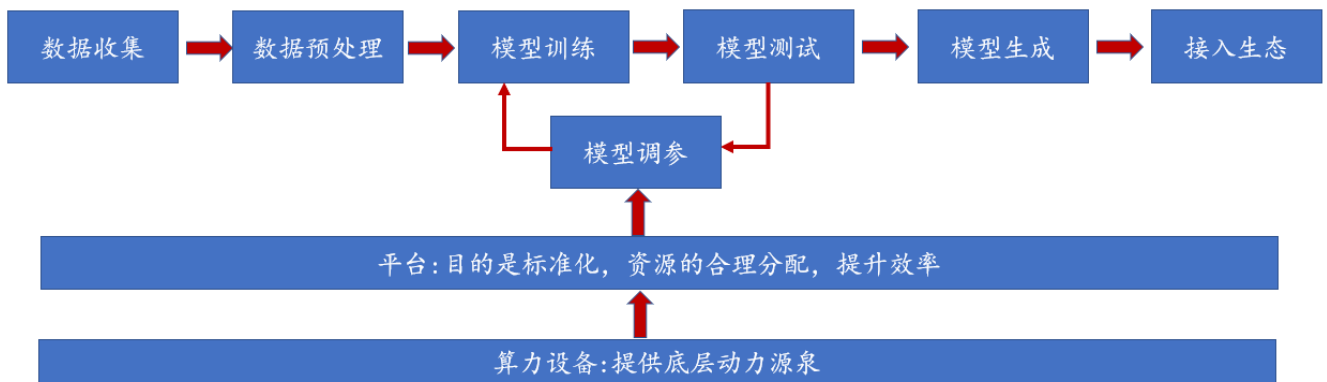 数据收集
数据预处理
模型训练
模型测试
模型生成
接入生态
模型调参
平台:目的是标准化，资源的合理分配，提升效率
算力设备:提供底层动力源泉